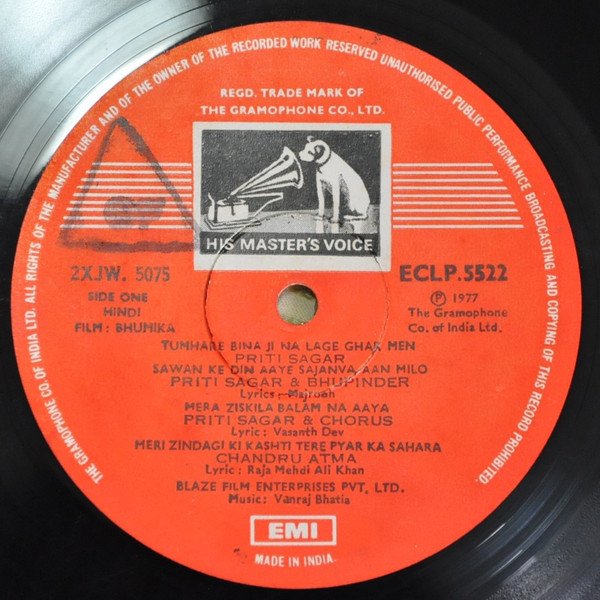 THE GRAMOPHONE CO. OF INDIA LTD. ALL RIGHTS OF THE MANUFACTURER AND OF THE OWNER OF THE RECORDED WORK RESERVED UNAUTHORISED PUBLIC PERFORMANCE BROADCASTING AND COPYING OF THIS RECORD PROHIBITED.
REGD. TRADE MARK OF
THE GRAMOPHONE CO., LTD.
HIS MASTER'S VOICE
2XJW. 5075
SIDE ONE
HINDI
FILM : BHUMIKA
ECLP.5522
Ⓟ 1977
The Gramophone
Co. of India Ltd.
TUMHARE BINA JI NA LAGE GHAR MEN
PRITI SAGAR
SAWAN KE DIN AAYE SAJANVA AAN MILO
PRITI SAGAR & BHUPINDER
Lyrics : Majrooh
MERA ZISKILA BALAM NA AAYA
PRITI SAGAR & CHORUS
Lyric : Vasanth Dev
MERI ZINDAGI KI KASHTI TERE PYAR KA SAHARA
CHANDRU ATMA
Lyric : Raja Mehdi Ali Khan
BLAZE FILM ENTERPRISES PVT. LTD.
Music : Vanraj Bhatia
EMI
MADE IN INDIA.